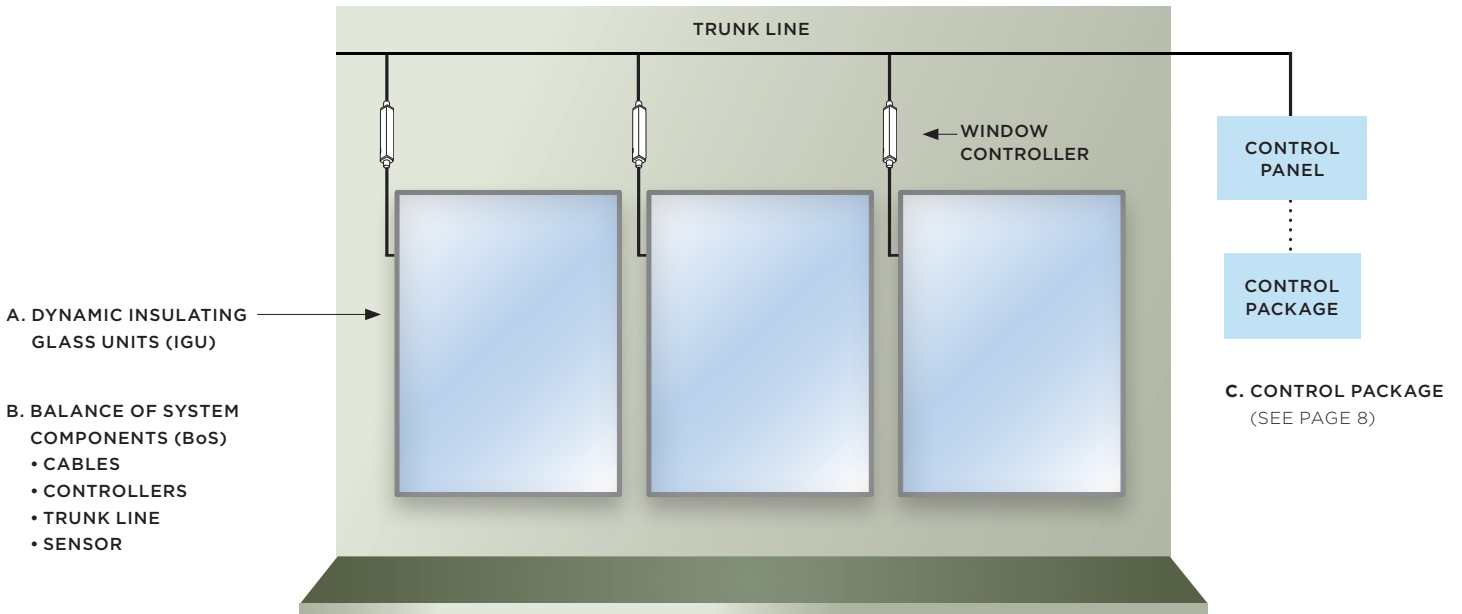 TRUNK LINE
WINDOW
CONTROLLER
CONTROL
PANEL
CONTROL
PACKAGE
A. DYNAMIC INSULATING
GLASS UNITS (IGU)
B. BALANCE OF SYSTEM
COMPONENTS (BoS)
• CABLES
• CONTROLLERS
• TRUNK LINE
• SENSOR
C. CONTROL PACKAGE
(SEE PAGE 8)